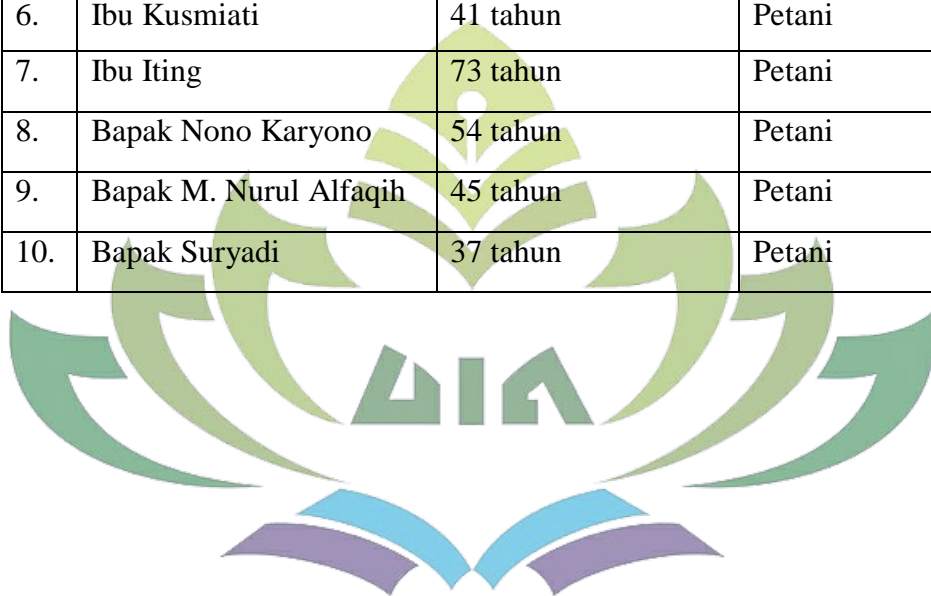 6. Ibu Kusmiati 41 tahun Petani
7. Ibu Iting 73 tahun Petani
8. Bapak Nono Karyono 54 tahun Petani
9. Bapak M. Nurul Alfaqih 45 tahun Petani
10. Bapak Suryadi 37 tahun Petani
UIN